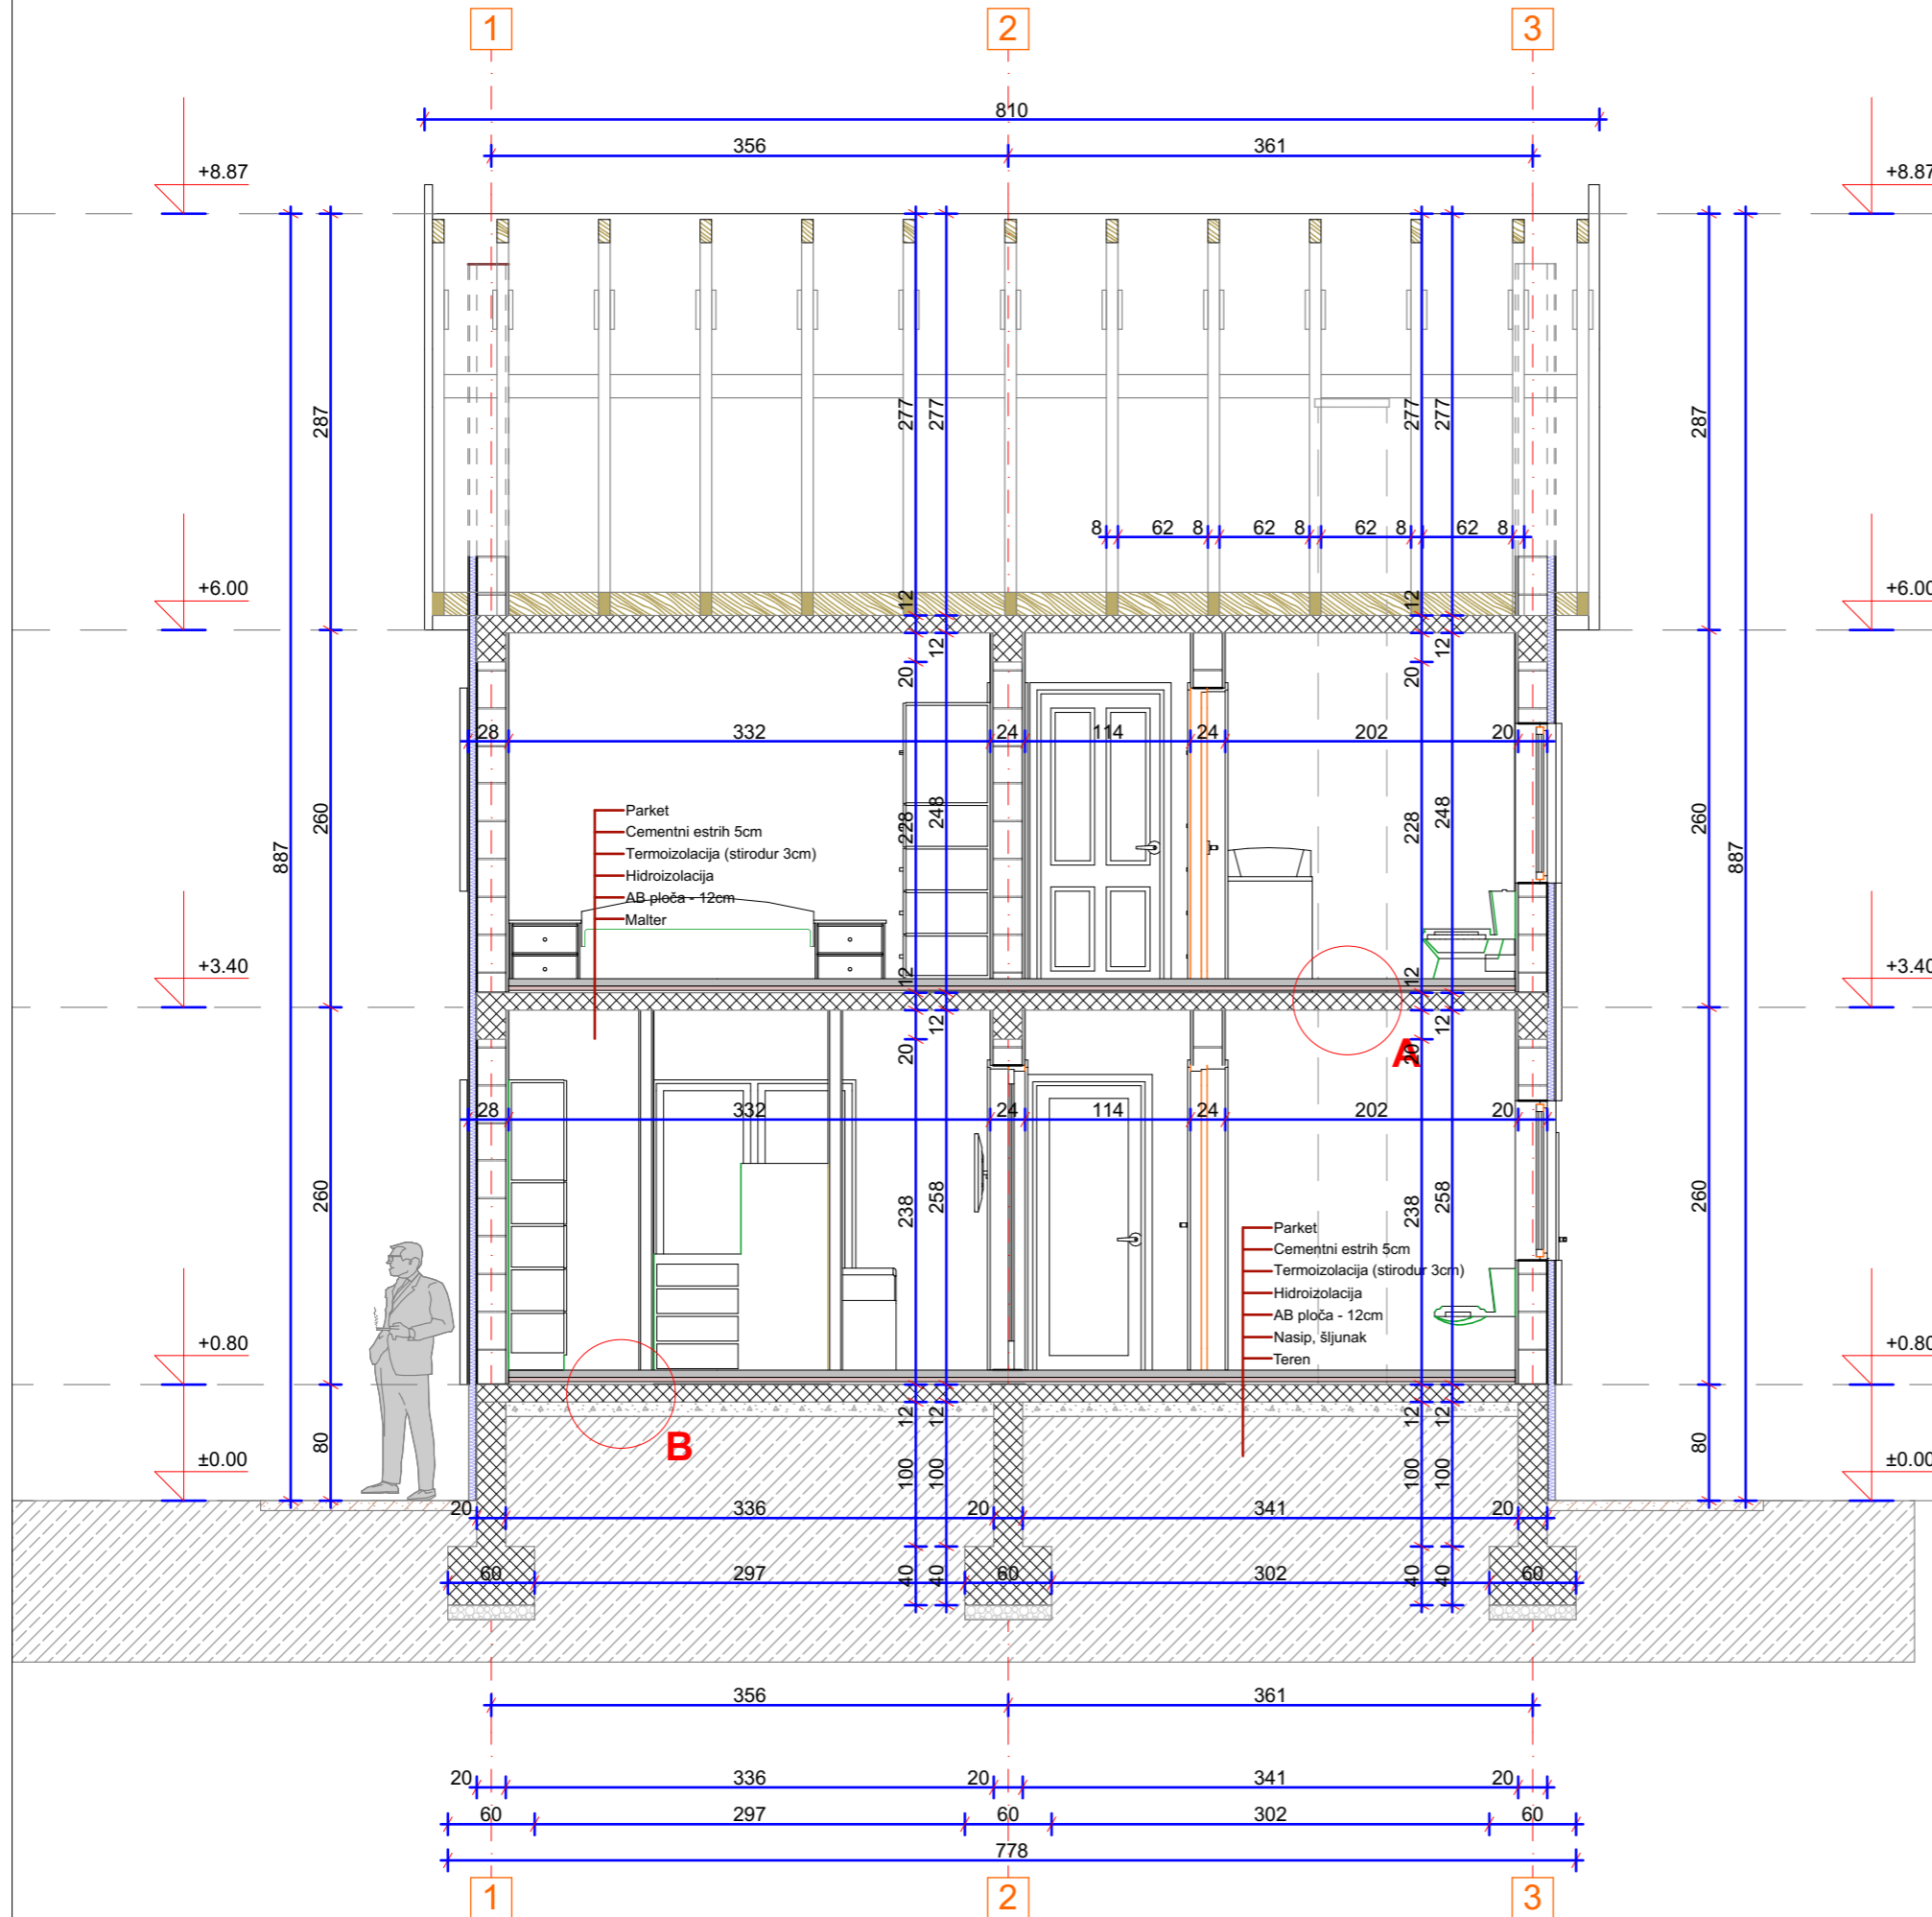 1 2 3
810
356 361
+8.87 +8.87
287 277 277 277 277 287
8 62 8 62 8 62 8 62 8
+6.00 +6.00
12 12
12 12
20 20
28 332 24 114 24 202 20
260 228 248 228 248 260
887 887
Parket
Cementni estrih 5cm
Termoizolacija (stirodur 3cm)
Hidroizolacija
AB ploča - 12cm
Malter
+3.40 +3.40
12 12
12 12
20 20
A
28 332 24 114 24 202 20
260 238 258 238 258 260
Parket
Cementni estrih 5cm
Termoizolacija (stirodur 3cm)
Hidroizolacija
AB ploča - 12cm
Nasip, šljunak
Teren
+0.80 +0.80
12 12 12 12
B
80 80
±0.00 ±0.00
100 100 100 100
20 336 20 341 20
60 297 40 40 60 302 40 40 60
356 361
20 336 20 341 20
60 297 60 302 60
778
1 2 3